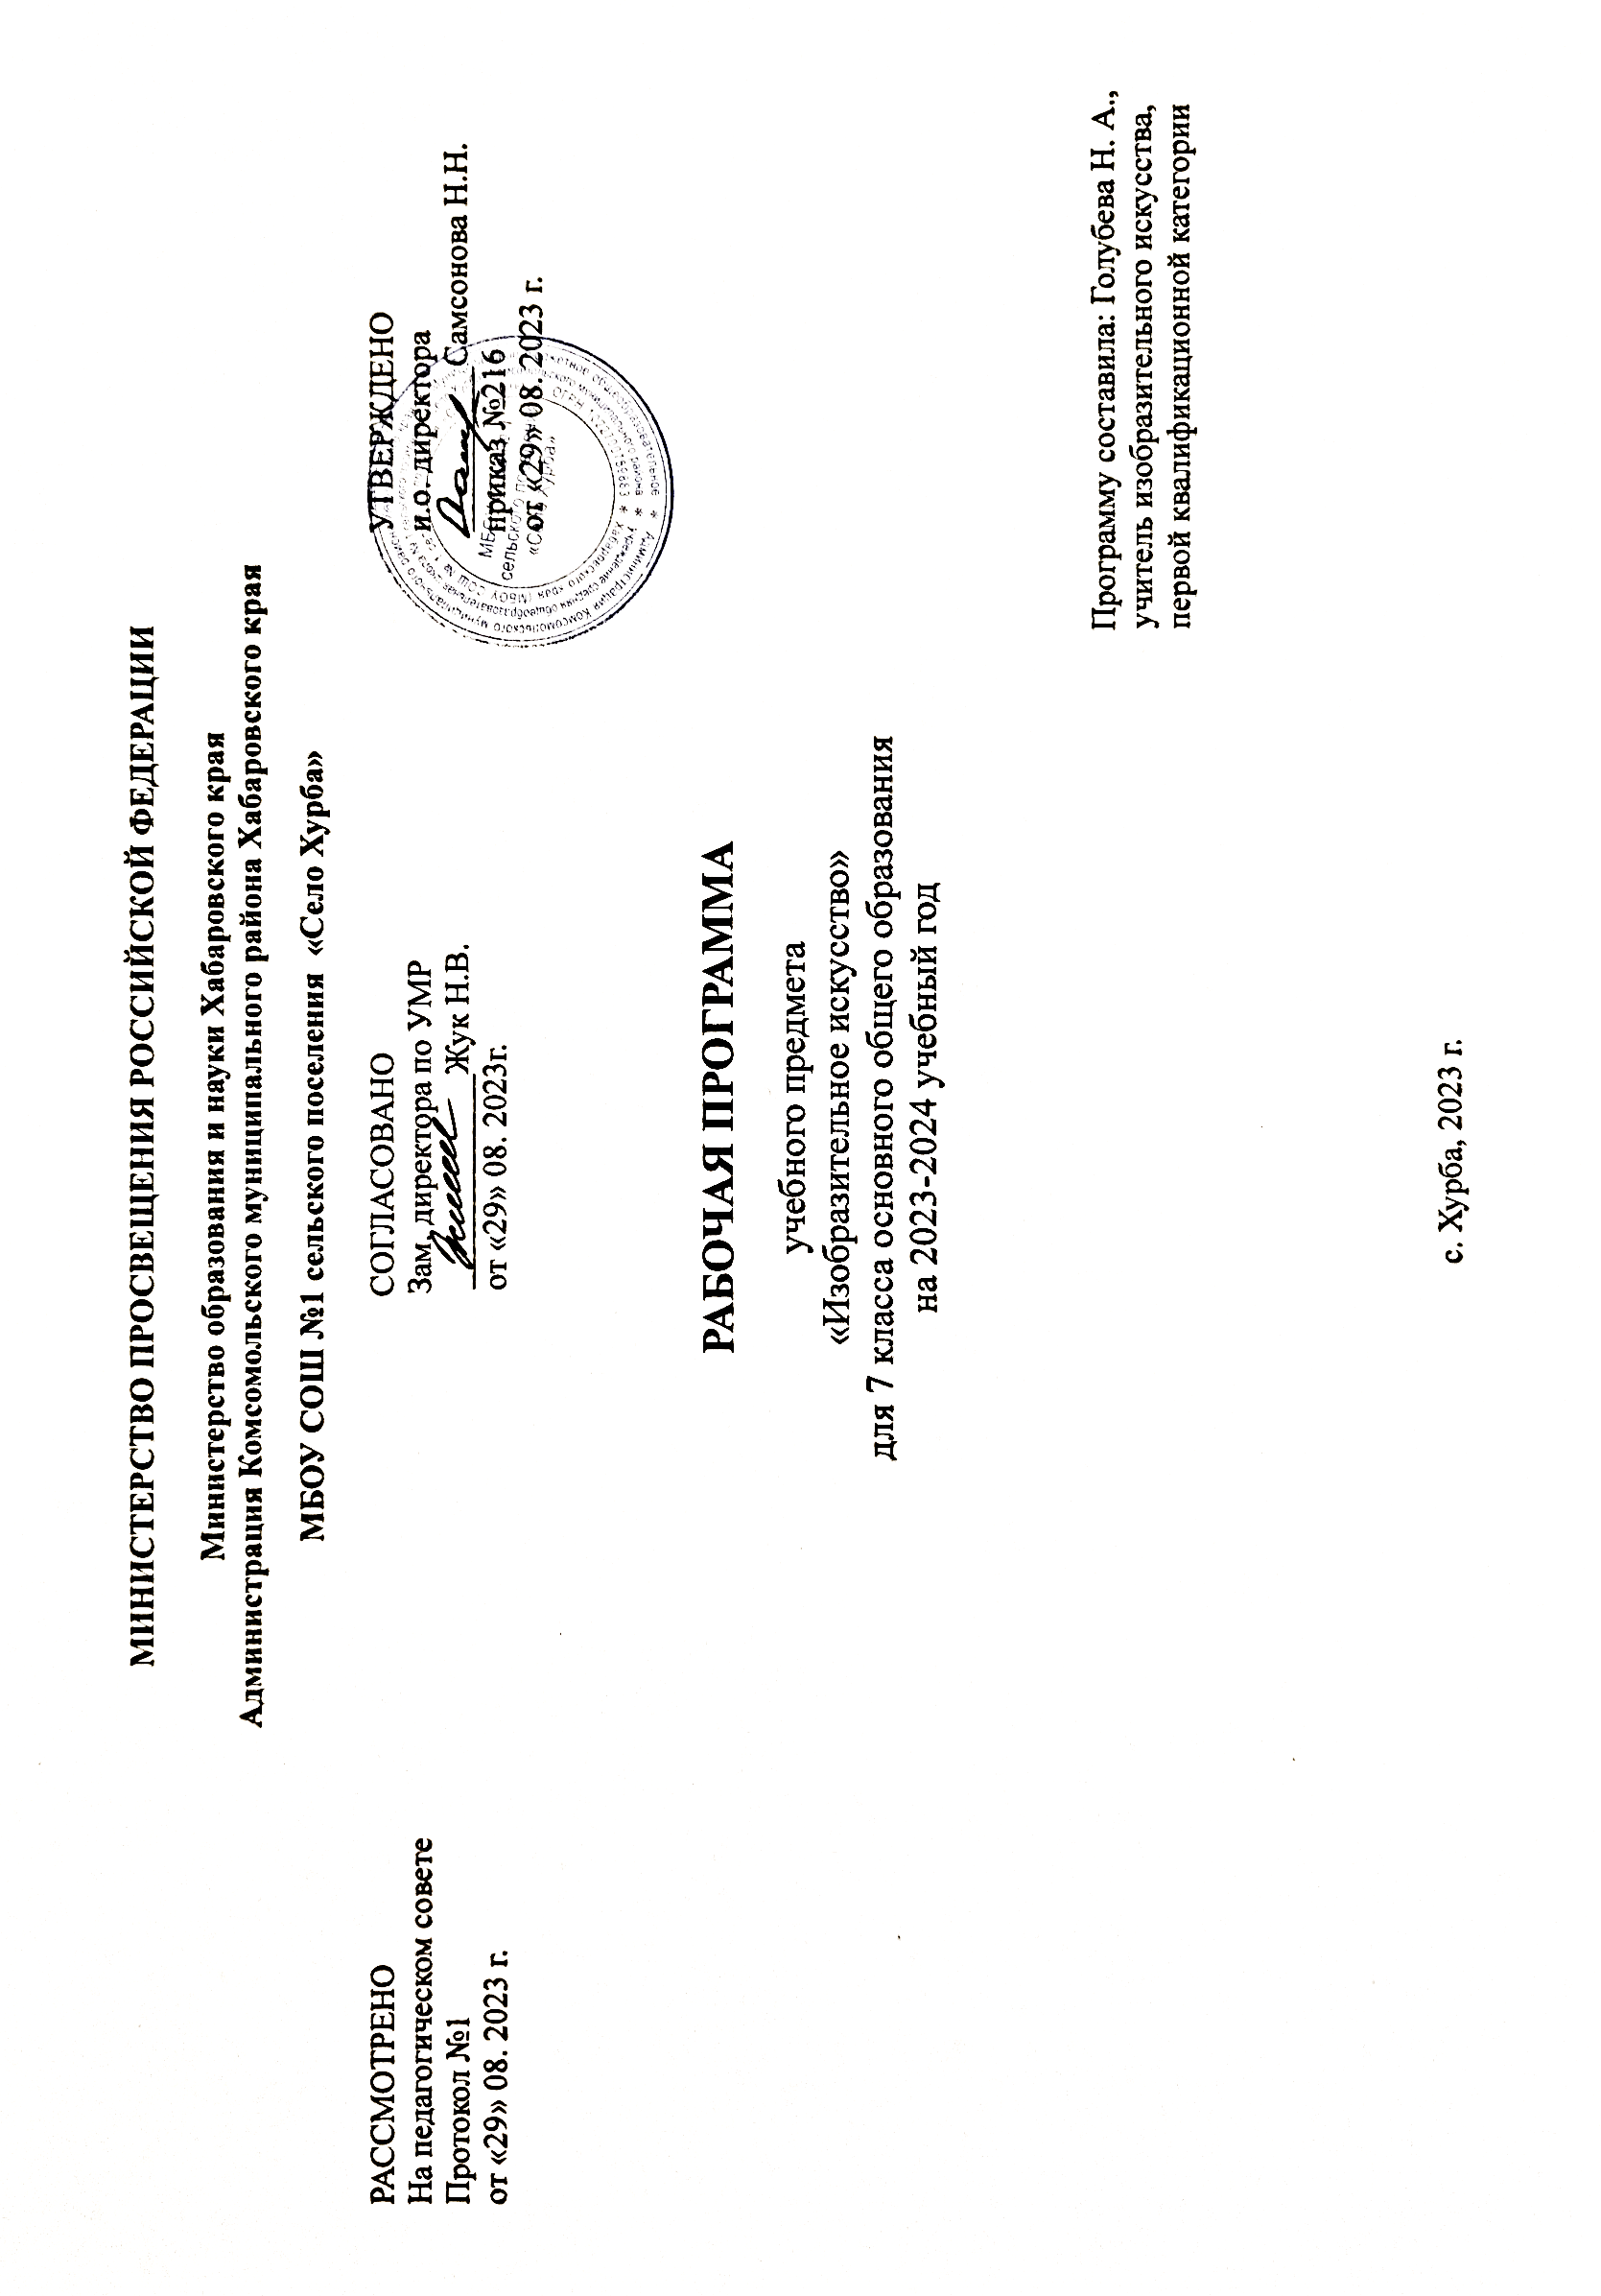 МИНИСТЕРСТВО ПРОСВЕЩЕНИЯ РОССИЙСКОЙ ФЕДЕРАЦИИ
Министерство образования и науки Хабаровского края
Администрация Комсомольского муниципального района Хабаровского края
МБОУ СОШ №1 сельского поселения «Село Хурба»
РАССМОТРЕНО
На педагогическом совете
Протокол №1
от «29» 08. 2023 г.
СОГЛАСОВАНО
Зам. директора по УМР
Жук Н.В.
от «29» 08. 2023г.
УТВЕРЖДЕНО
и.о. директора
Самсонова Н.Н.
приказ №216
от «29» 08. 2023 г.
РАБОЧАЯ ПРОГРАММА
учебного предмета
«Изобразительное искусство»
для 7 класса основного общего образования
на 2023-2024 учебный год
Программу составила: Голубева Н. А.,
учитель изобразительного искусства,
первой квалификационной категории
с. Хурба, 2023 г.